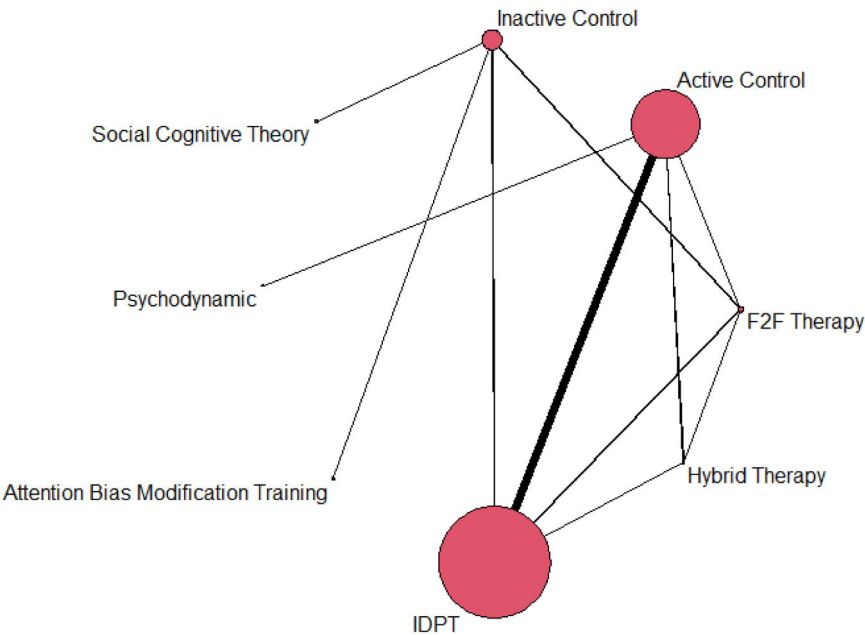 Inactive Control
Active Control
Social Cognitive Theory
Psychodynamic
F2F Therapy
Hybrid Therapy
Attention Bias Modification Training
IDPT